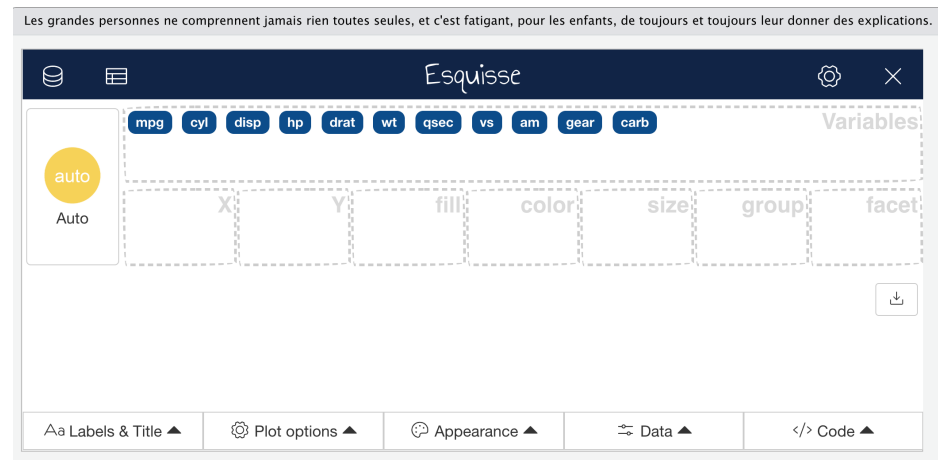 Les grandes personnes ne comprennent jamais rien toutes seules, et c'est fatigant, pour les enfants, de toujours et toujours leur donner des explications.
Esquisse
mpg cyl disp hp drat wt qsec vs am gear carb Variables
auto
Auto
X Y fill color size group facet
Aa Labels & Title Plot options Appearance Data </> Code